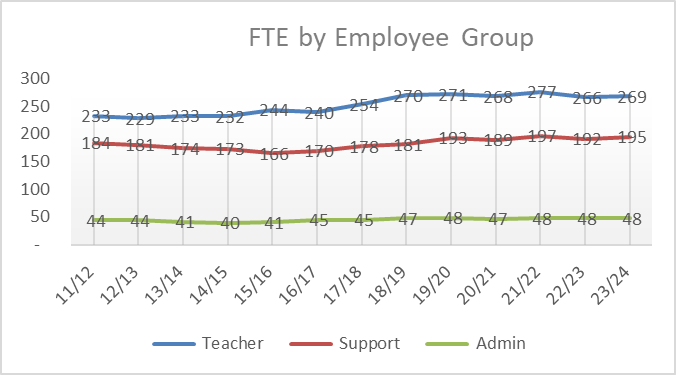 FTE by Employee Group
300
250
200
150
100
50
-
233 229 233 232 244 240 254 270 271 268 277 266 269
184 181 174 173 166 170 178 181 193 189 197 192 195
44 44 41 40 41 45 45 47 48 47 48 48 48
11/12 12/13 13/14 14/15 15/16 16/17 17/18 18/19 19/20 20/21 21/22 22/23 23/24
Teacher Support Admin